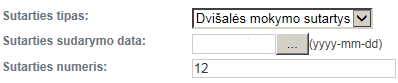 Sutarties tipas: Dvišalės mokymo sutartys
Sutarties sudarymo data: ... (yyyy-mm-dd)
Sutarties numeris: 12